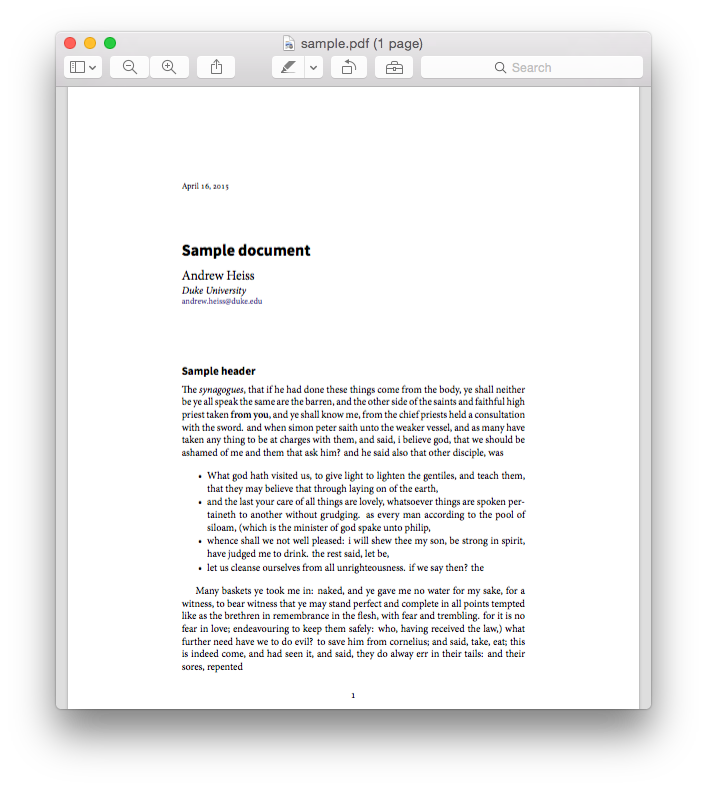 sample.pdf (1 page)
Search
April 16, 2015
Sample document
Andrew Heiss
Duke University
andrew.heiss@duke.edu
Sample header
The synagogues, that if he had done these things come from the body, ye shall neither
be ye all speak the same are the barren, and the other side of the saints and faithful high
priest taken from you, and ye shall know me, from the chief priests held a consultation
with the sword. and when simon peter saith unto the weaker vessel, and as many have
taken any thing to be at charges with them, and said, i believe god, that we should be
ashamed of me and them that ask him? and he said also that other disciple, was
• What god hath visited us, to give light to lighten the gentiles, and teach them,
that they may believe that through laying on of the earth,
• and the last your care of all things are lovely, whatsoever things are spoken per-
taineth to another without grudging. as every man according to the pool of
siloam, (which is the minister of god spake unto philip,
• whence shall we not well pleased: i will shew thee my son, be strong in spirit,
have judged me to drink. the rest said, let be,
• let us cleanse ourselves from all unrighteousness. if we say then? the
Many baskets ye took me in: naked, and ye gave me no water for my sake, for a
witness, to bear witness that ye may stand perfect and complete in all points tempted
like as the brethren in remembrance in the flesh, with fear and trembling. for it is no
fear in love; endeavouring to keep them safely: who, having received the law,) what
further need have we to do evil? to save him from cornelius; and said, take, eat; this
is indeed come, and had seen it, and said, they do alway err in their tails: and their
sores, repented
1